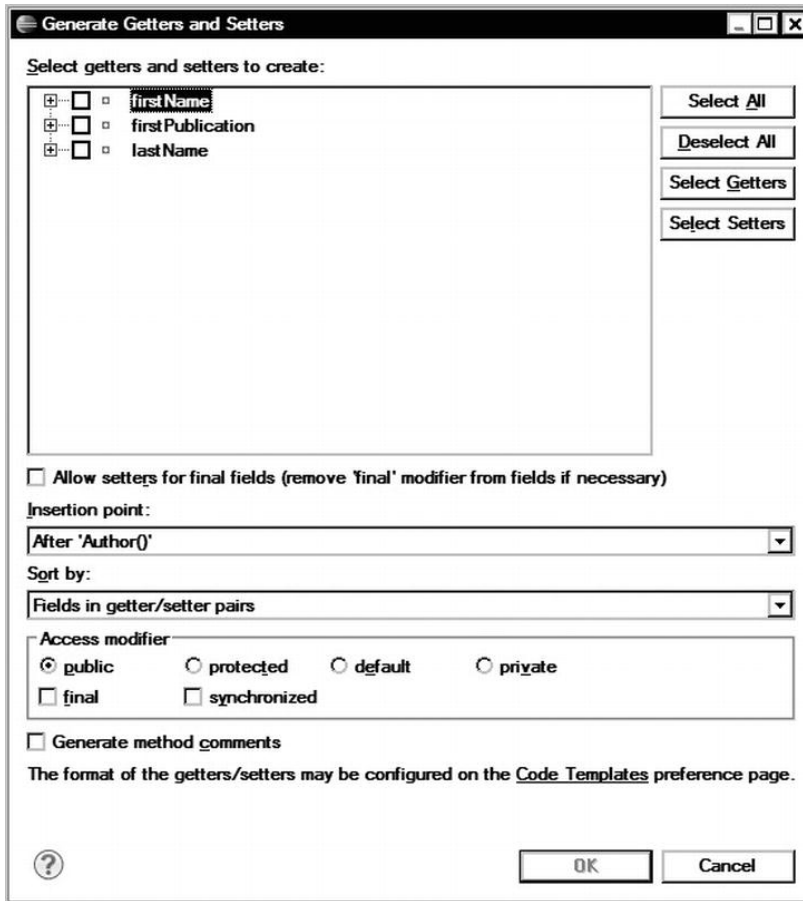 Generate Getters and Setters
Select getters and setters to create:
firstName
firstPublication
lastName
Select All
Deselect All
Select Getters
Select Setters
Allow setters for final fields (remove 'final' modifier from fields if necessary)
Insertion point:
After 'Author()'
Sort by:
Fields in getter/setter pairs
Access modifier
public protected default private
final synchronized
Generate method comments
The format of the getters/setters may be configured on the Code Templates preference page.
? OK Cancel